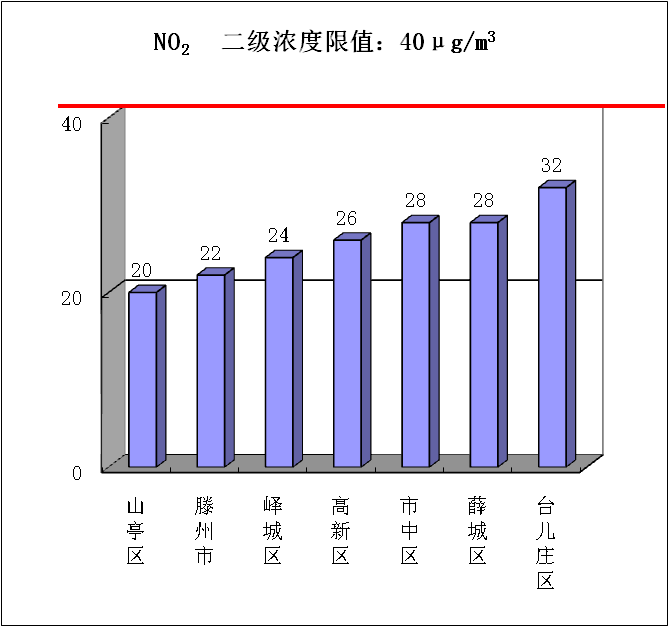 NO₂ 二级浓度限值：40μg/m³
40
20
0
20
22
24
26
28
28
32
山亭区
滕州市
峄城区
高新区
市中区
薛城区
台儿庄区